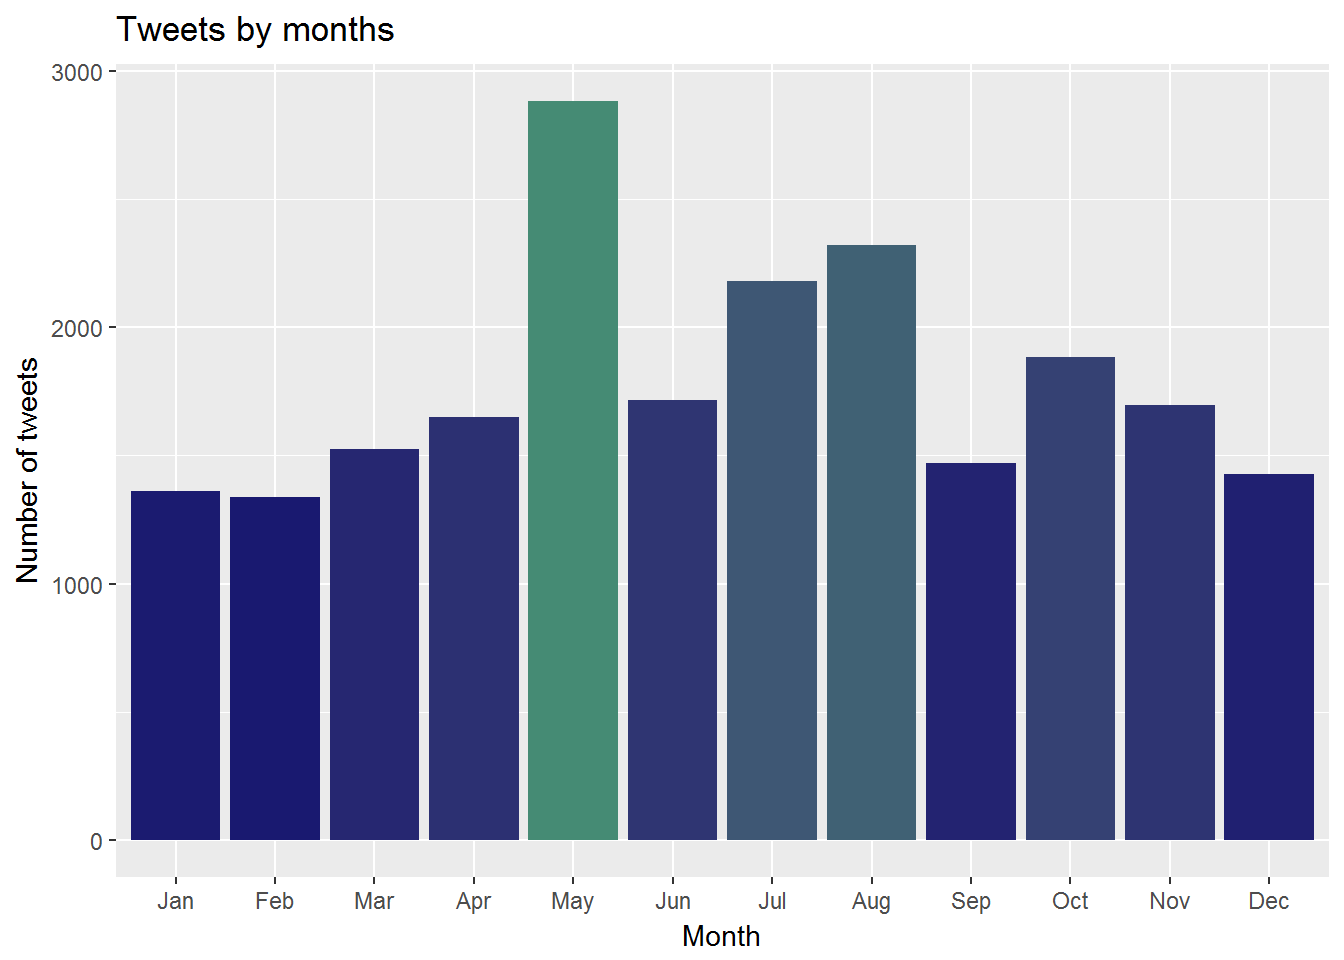 Tweets by months
3000
2000
1000
0
Number of tweets
Jan Feb Mar Apr May Jun Jul Aug Sep Oct Nov Dec
Month